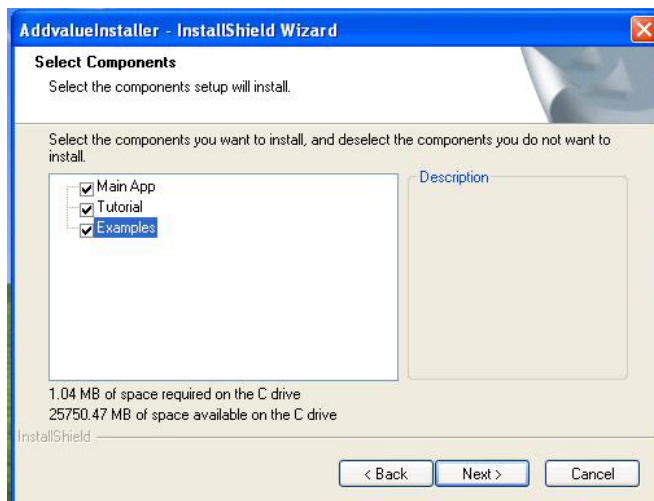 AddvalueInstaller - InstallShield Wizard
Select Components
Select the components setup will install.
Select the components you want to install, and deselect the components you do not want to
install.
Main App
Tutorial
Examples
Description
1.04 MB of space required on the C drive
25750.47 MB of space available on the C drive
InstallShield
< Back
Next >
Cancel